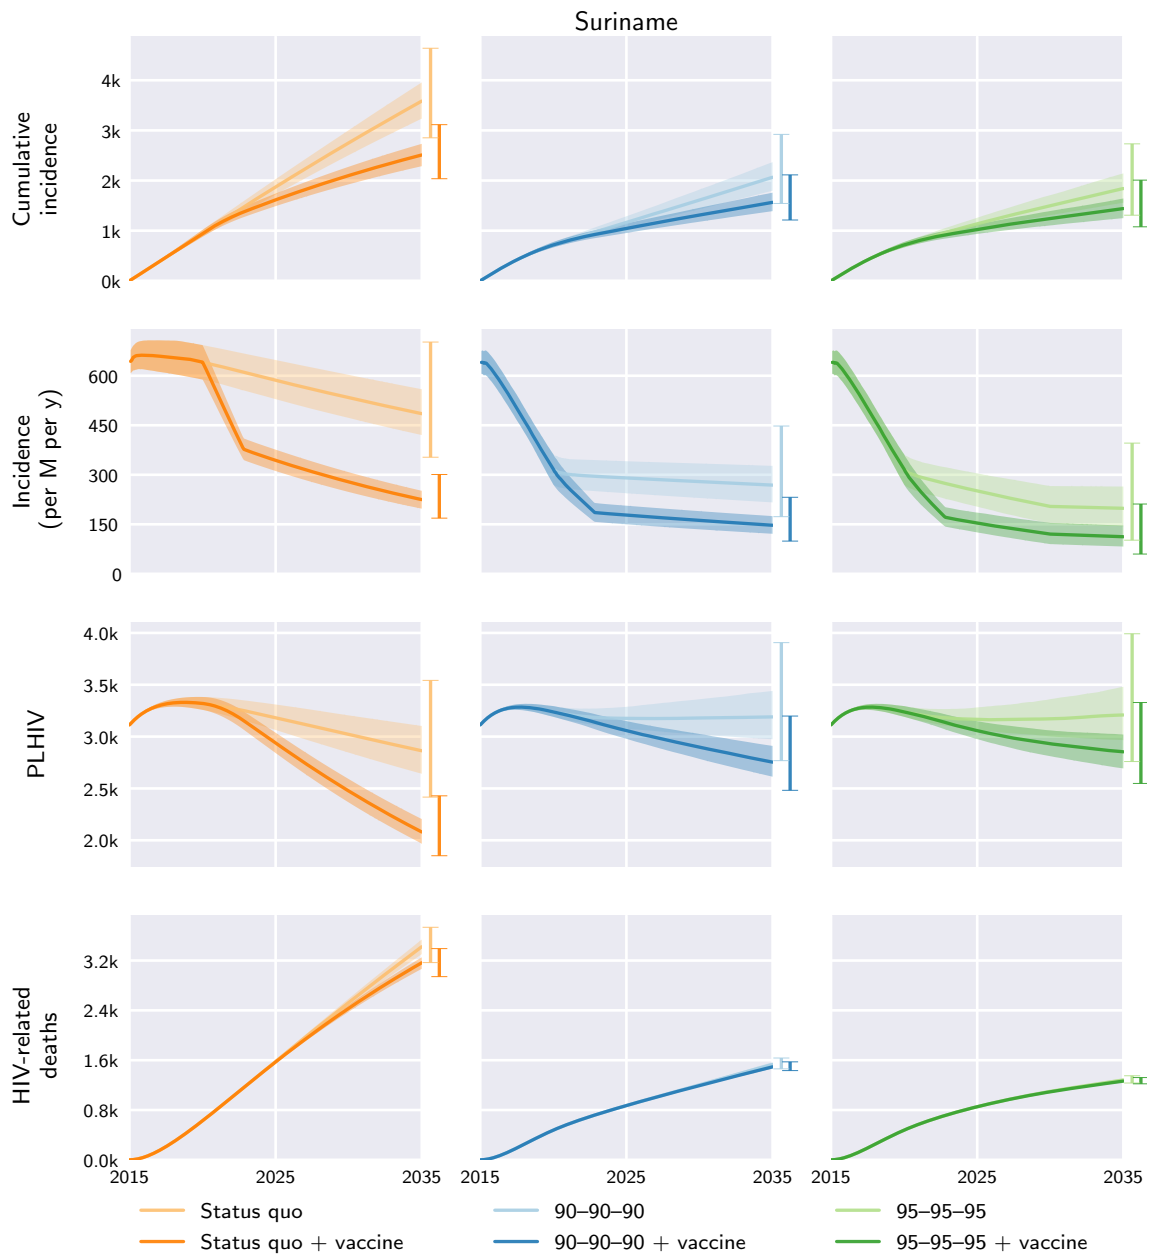 Suriname
Cumulative
incidence
4k
3k
2k
1k
0k
Incidence
(per M per y)
600
450
300
150
0
PLHIV
4.0k
3.5k
3.0k
2.5k
2.0k
HIV-related
deaths
3.2k
2.4k
1.6k
0.8k
0.0k
2015 2025 2035 2015 2025 2035 2015 2025 2035
Status quo 90–90–90 95–95–95
Status quo + vaccine 90–90–90 + vaccine 95–95–95 + vaccine